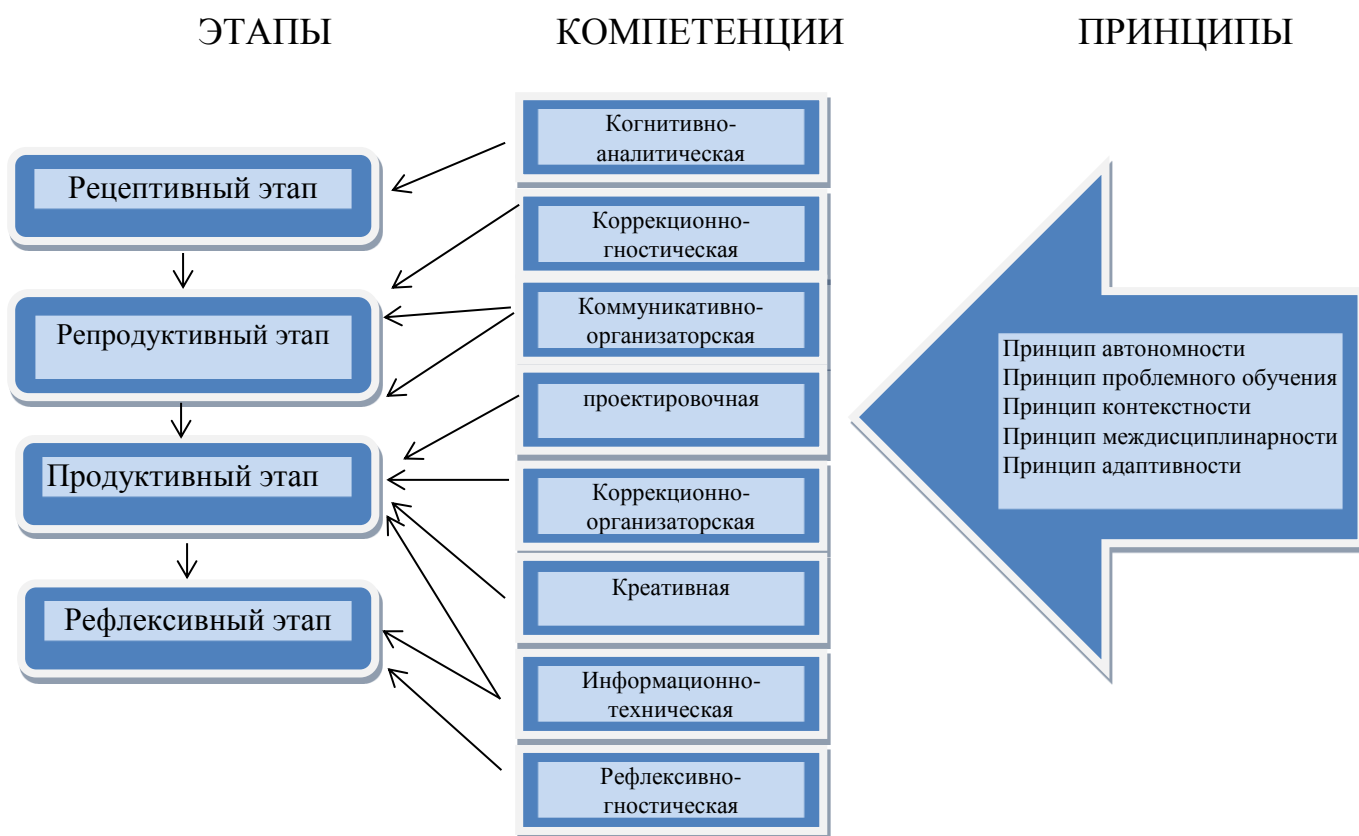 ЭТАПЫ
КОМПЕТЕНЦИИ
ПРИНЦИПЫ
Рецептивный этап
Репродуктивный этап
Продуктивный этап
Рефлексивный этап
Когнитивно-
аналитическая
Коррекционно-
гностическая
Коммуникативно-
организаторская
проектировочная
Коррекционно-
организаторская
Креативная
Информационно-
техническая
Рефлексивно-
гностическая
Принцип автономности
Принцип проблемного обучения
Принцип контекстности
Принцип междисциплинарности
Принцип адаптивности